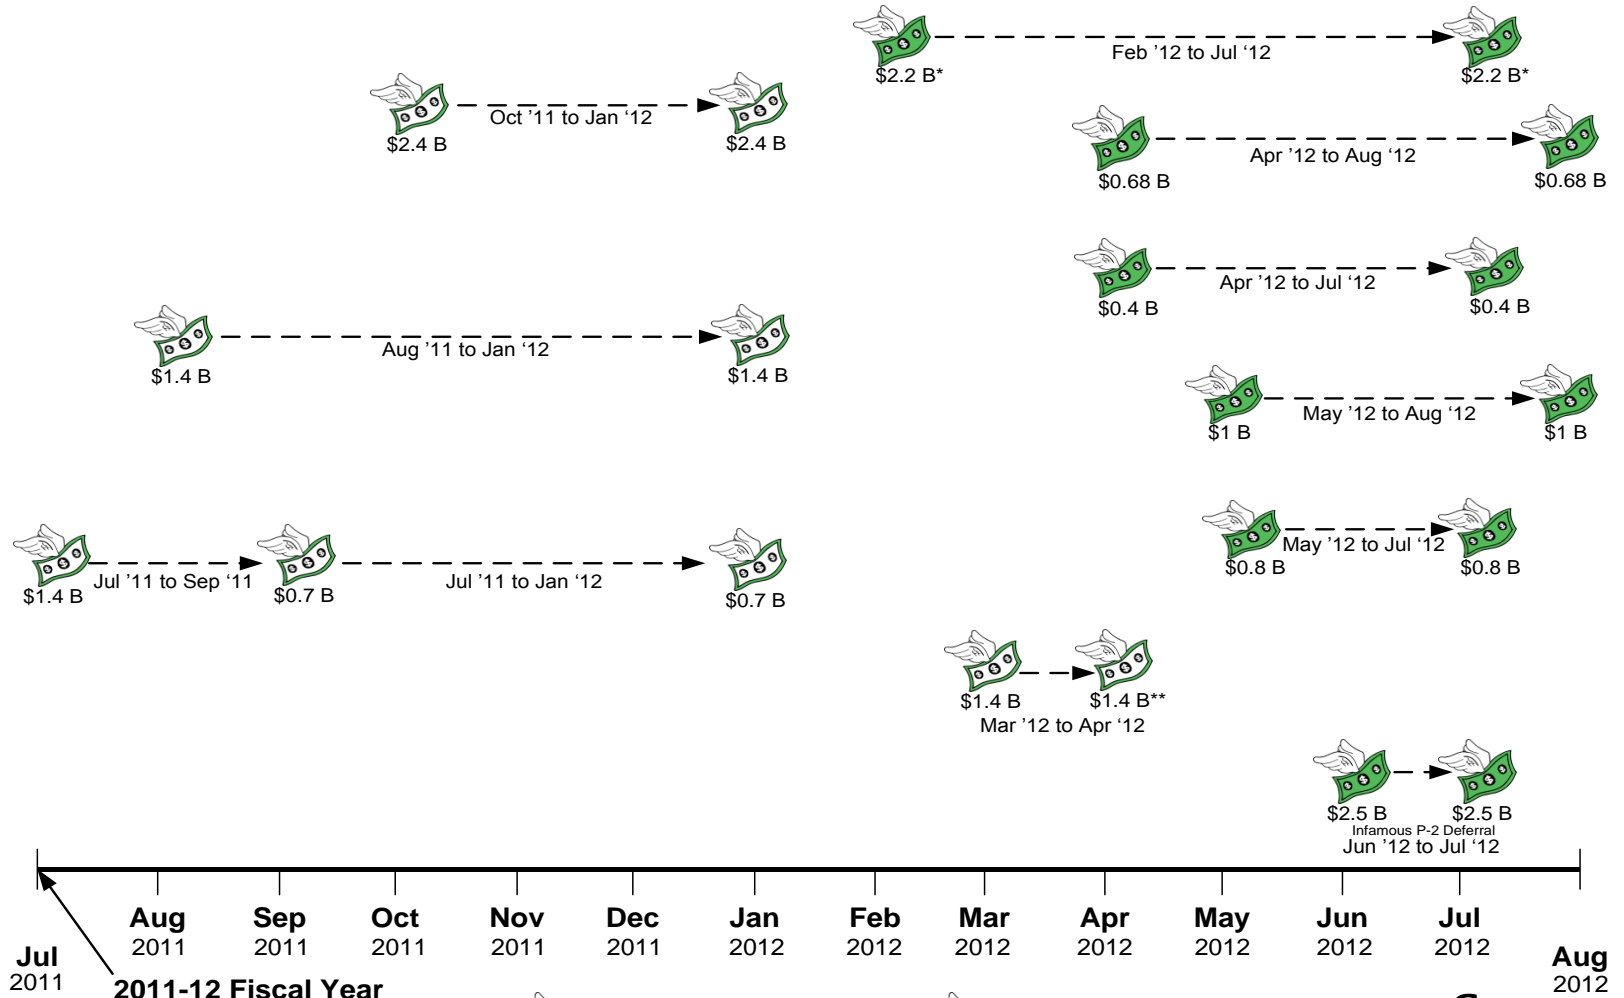 Feb ’12 to Jul ‘12
$2.2 B*
$2.2 B*
Oct ’11 to Jan ‘12
$2.4 B
$2.4 B
Apr ’12 to Aug ‘12
$0.68 B
$0.68 B
Apr ’12 to Jul ‘12
$0.4 B
$0.4 B
Aug ’11 to Jan ‘12
$1.4 B
$1.4 B
May ’12 to Aug ‘12
$1 B
$1 B
May ’12 to Jul ‘12
$0.8 B
$0.8 B
Jul ’11 to Sep ‘11
Jul ’11 to Jan ‘12
$1.4 B
$0.7 B
$0.7 B
$1.4 B
$1.4 B**
Mar ’12 to Apr ‘12
$2.5 B
$2.5 B
Infamous P-2 Deferral
Jun ’12 to Jul ‘12
Jul
2011
Aug
2011
Sep
2011
Oct
2011
Nov
2011
Dec
2011
Jan
2012
Feb
2012
Mar
2012
Apr
2012
May
2012
Jun
2012
Jul
2012
Aug
2012
2011-12 Fiscal Year